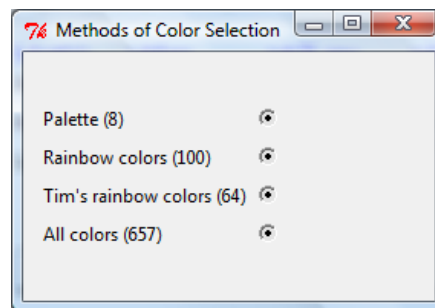 Methods of Color Selection
Palette (8)
Rainbow colors (100)
Tim's rainbow colors (64)
All colors (657)